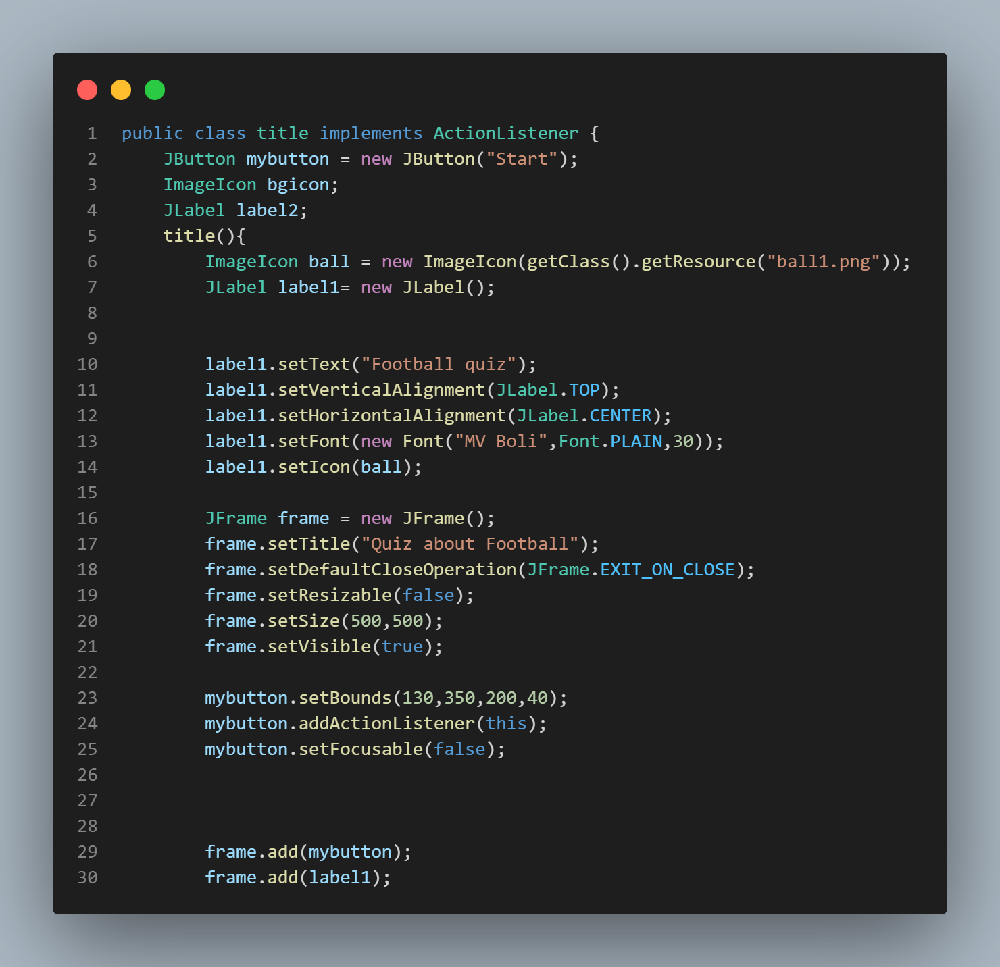 1 public class title implements ActionListener {
2     JButton mybutton = new JButton("Start");
3     ImageIcon bgicon;
4     JLabel label2;
5     title(){
6         ImageIcon ball = new ImageIcon(getClass().getResource("ball1.png"));
7         JLabel label1= new JLabel();
8
9
10         label1.setText("Football quiz");
11         label1.setVerticalAlignment(JLabel.TOP);
12         label1.setHorizontalAlignment(JLabel.CENTER);
13         label1.setFont(new Font("MV Boli",Font.PLAIN,30));
14         label1.setIcon(ball);
15
16         JFrame frame = new JFrame();
17         frame.setTitle("Quiz about Football");
18         frame.setDefaultCloseOperation(JFrame.EXIT_ON_CLOSE);
19         frame.setResizable(false);
20         frame.setSize(500,500);
21         frame.setVisible(true);
22
23         mybutton.setBounds(130,350,200,40);
24         mybutton.addActionListener(this);
25         mybutton.setFocusable(false);
26
27
28
29         frame.add(mybutton);
30         frame.add(label1);